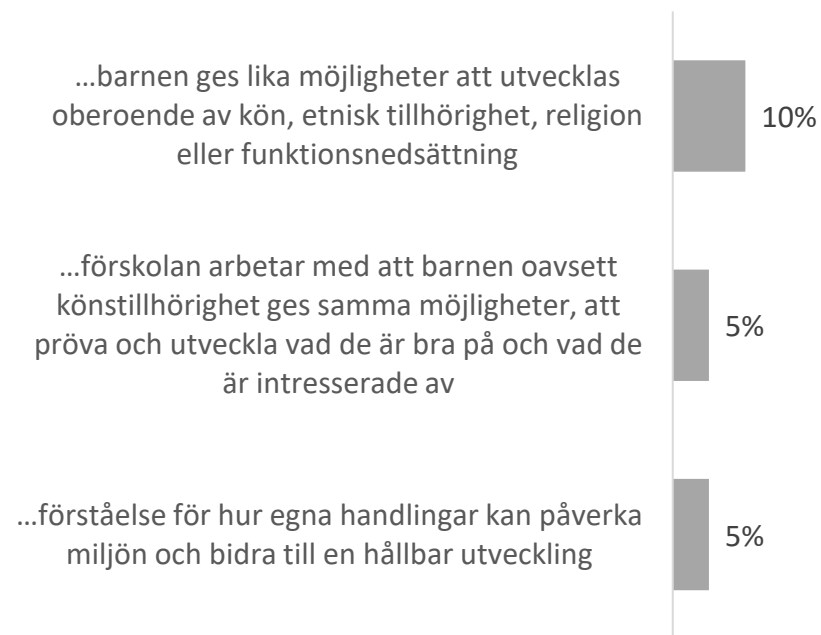 ...barnen ges lika möjligheter att utvecklas
oberoende av kön, etnisk tillhörighet, religion
eller funktionsnedsättning
10%
...förskolan arbetar med att barnen oavsett
könstillhörighet ges samma möjligheter, att
pröva och utveckla vad de är bra på och vad de
är intresserade av
5%
...förståelse för hur egna handlingar kan påverka
miljön och bidra till en hållbar utveckling
5%